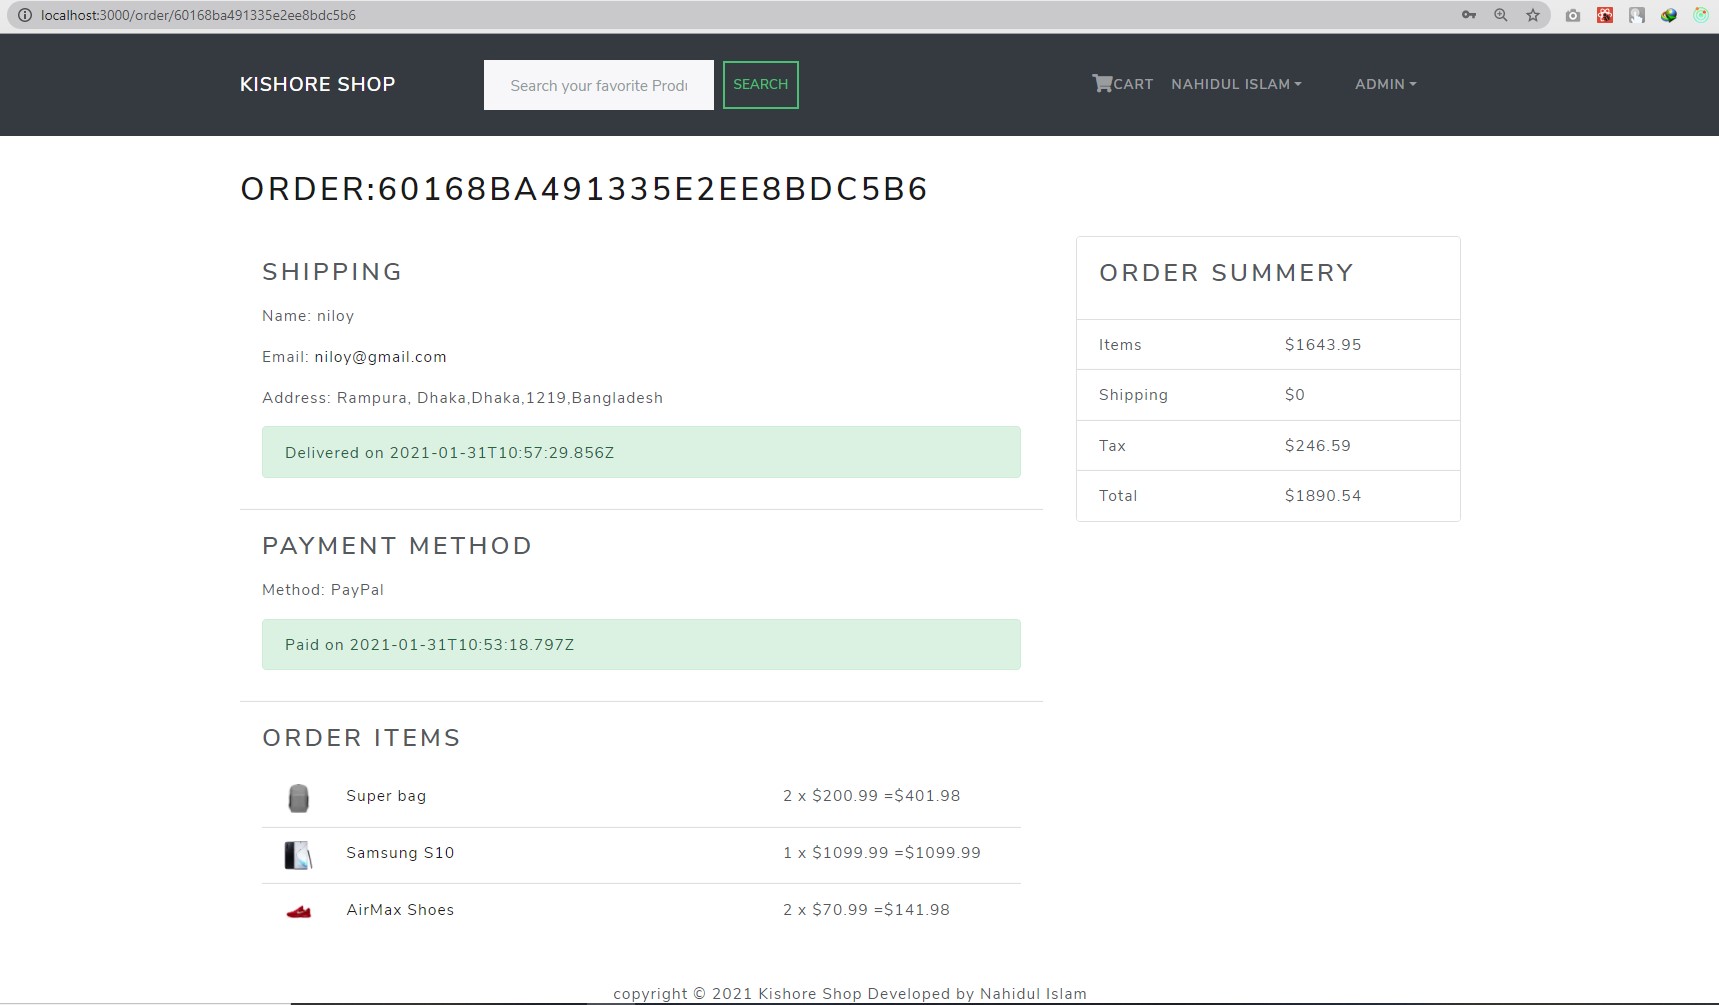 localhost:3000/order/60168ba491335e2ee8bdc5b6
KISHORE SHOP
Search your favorite Produ
SEARCH
CART
NAHIDUL ISLAM
ADMIN
ORDER:60168BA491335E2EE8BDC5B6
SHIPPING
Name: niloy
Email: niloy@gmail.com
Address: Rampura, Dhaka,Dhaka,1219,Bangladesh
Delivered on 2021-01-31T10:57:29.856Z
PAYMENT METHOD
Method: PayPal
Paid on 2021-01-31T10:53:18.797Z
ORDER ITEMS
Super bag 2 x $200.99 =$401.98
Samsung S10 1 x $1099.99 =$1099.99
AirMax Shoes 2 x $70.99 =$141.98
ORDER SUMMERY
Items $1643.95
Shipping $0
Tax $246.59
Total $1890.54
copyright © 2021 Kishore Shop Developed by Nahidul Islam